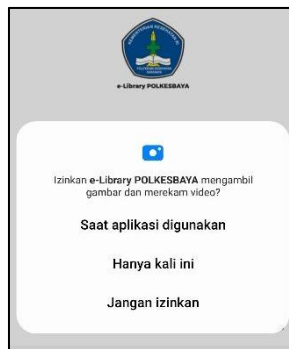 e-Library POLKESBAYA
Izinkan e-Library POLKESBAYA mengambil
gambar dan merekam video?
Saat aplikasi digunakan
Hanya kali ini
Jangan izinkan